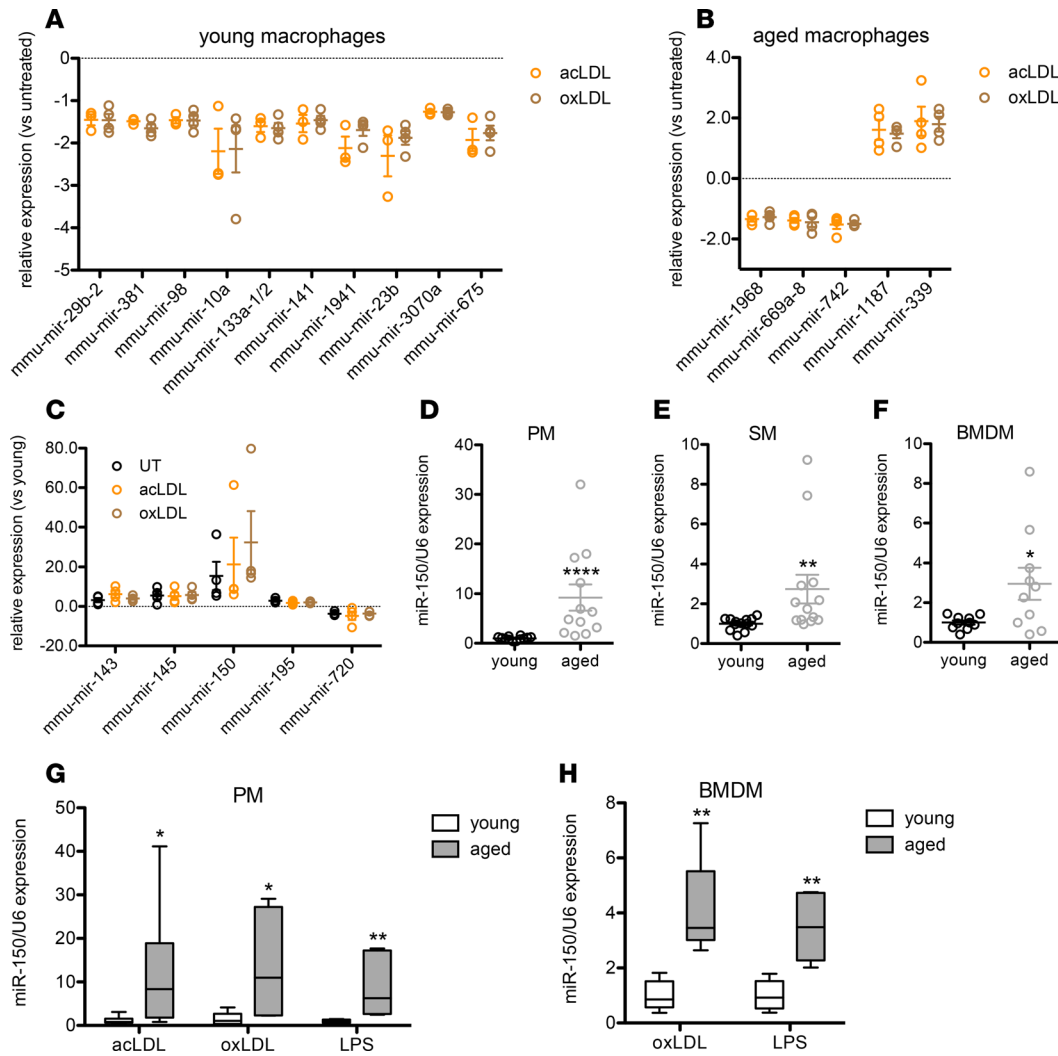 A
young macrophages
relative expression (vs untreated)
0
-1
-2
-3
-4
-5
mmu-mir-29b-2
mmu-mir-381
mmu-mir-98
mmu-mir-10a
mmu-mir-133a-1/2
mmu-mir-141
mmu-mir-1941
mmu-mir-23b
mmu-mir-3070a
mmu-mir-675
acLDL
oxLDL
B
aged macrophages
relative expression (vs untreated)
4.0
2.0
0.0
-2.0
mmu-mir-1968
mmu-mir-669a-8
mmu-mir-742
mmu-mir-1187
mmu-mir-339
acLDL
oxLDL
C
relative expression (vs young)
80.0
60.0
40.0
20.0
0.0
-20.0
UT
acLDL
oxLDL
mmu-mir-143
mmu-mir-145
mmu-mir-150
mmu-mir-195
mmu-mir-720
D
PM
miR-150/U6 expression
40
30
20
10
0
****
young aged
E
SM
miR-150/U6 expression
10
8
6
4
2
0
**
young aged
F
BMDM
miR-150/U6 expression
10
8
6
4
2
0
*
young aged
G
PM
miR-150/U6 expression
50
40
30
20
10
0
*
*
**
acLDL oxLDL LPS
young
aged
H
BMDM
miR-150/U6 expression
8
6
4
2
0
**
**
oxLDL LPS
young
aged